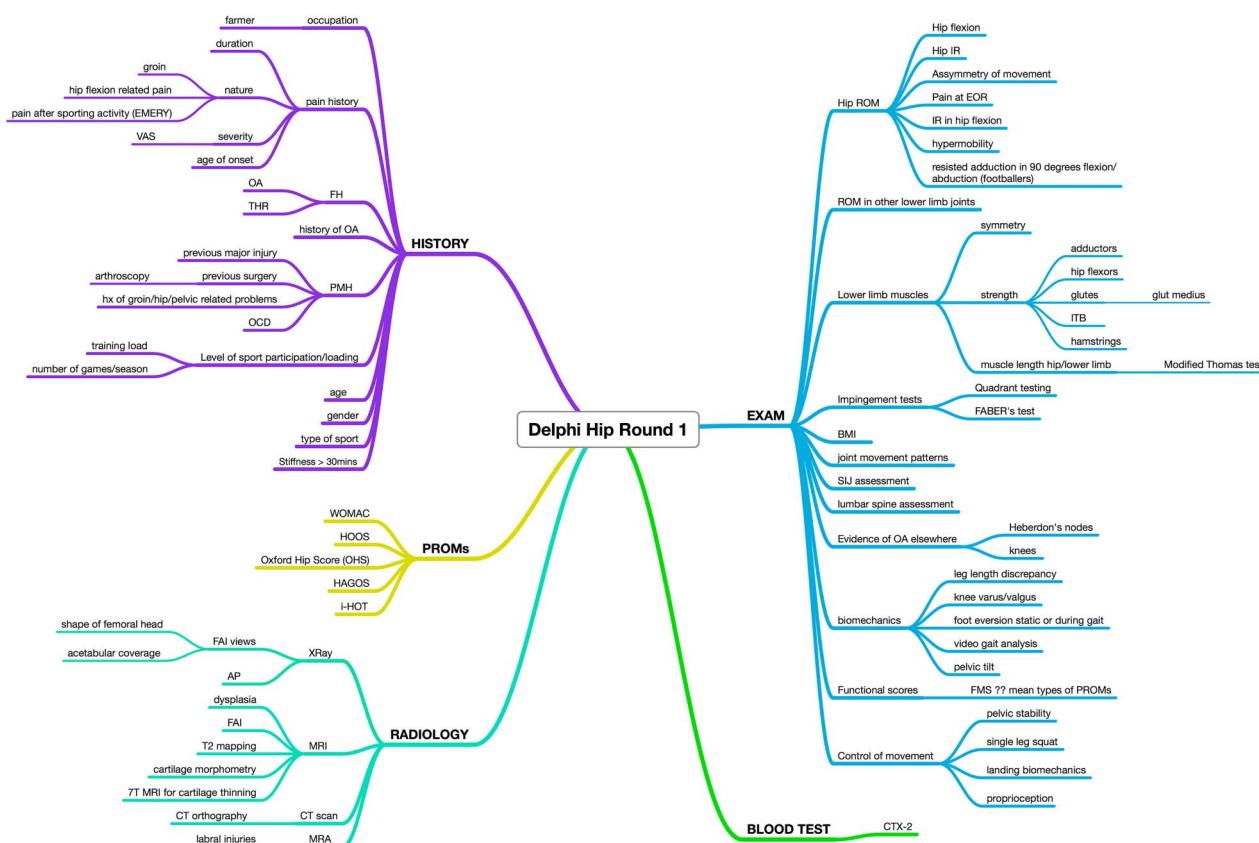 Delphi Hip Round 1
HISTORY
occupation
farmer
pain history
duration
nature
groin
hip flexion related pain
pain after sporting activity (EMERY)
severity
VAS
age of onset
FH
OA
THR
history of OA
PMH
previous major injury
previous surgery
arthroscopy
hx of groin/hip/pelvic related problems
OCD
Level of sport participation/loading
training load
number of games/season
age
gender
type of sport
Stiffness > 30mins
PROMs
WOMAC
HOOS
Oxford Hip Score (OHS)
HAGOS
i-HOT
RADIOLOGY
XRay
FAI views
shape of femoral head
acetabular coverage
AP
MRI
dysplasia
FAI
T2 mapping
cartilage morphometry
7T MRI for cartilage thinning
CT scan
CT orthography
MRA
labral injuries
EXAM
Hip ROM
Hip flexion
Hip IR
Assymetry of movement
Pain at EOR
IR in hip flexion
hypermobility
resisted adduction in 90 degrees flexion/
abduction (footballers)
ROM in other lower limb joints
Lower limb muscles
symmetry
strength
adductors
hip flexors
glutes
glut medius
ITB
hamstrings
muscle length hip/lower limb
Modified Thomas tes
Impingement tests
Quadrant testing
FABER's test
BMI
joint movement patterns
SIJ assessment
lumbar spine assessment
Evidence of OA elsewhere
Heberdon's nodes
knees
biomechanics
leg length discrepancy
knee varus/valgus
foot eversion static or during gait
video gait analysis
pelvic tilt
Functional scores
FMS ?? mean types of PROMs
Control of movement
pelvic stability
single leg squat
landing biomechanics
proprioception
BLOOD TEST
CTX-2